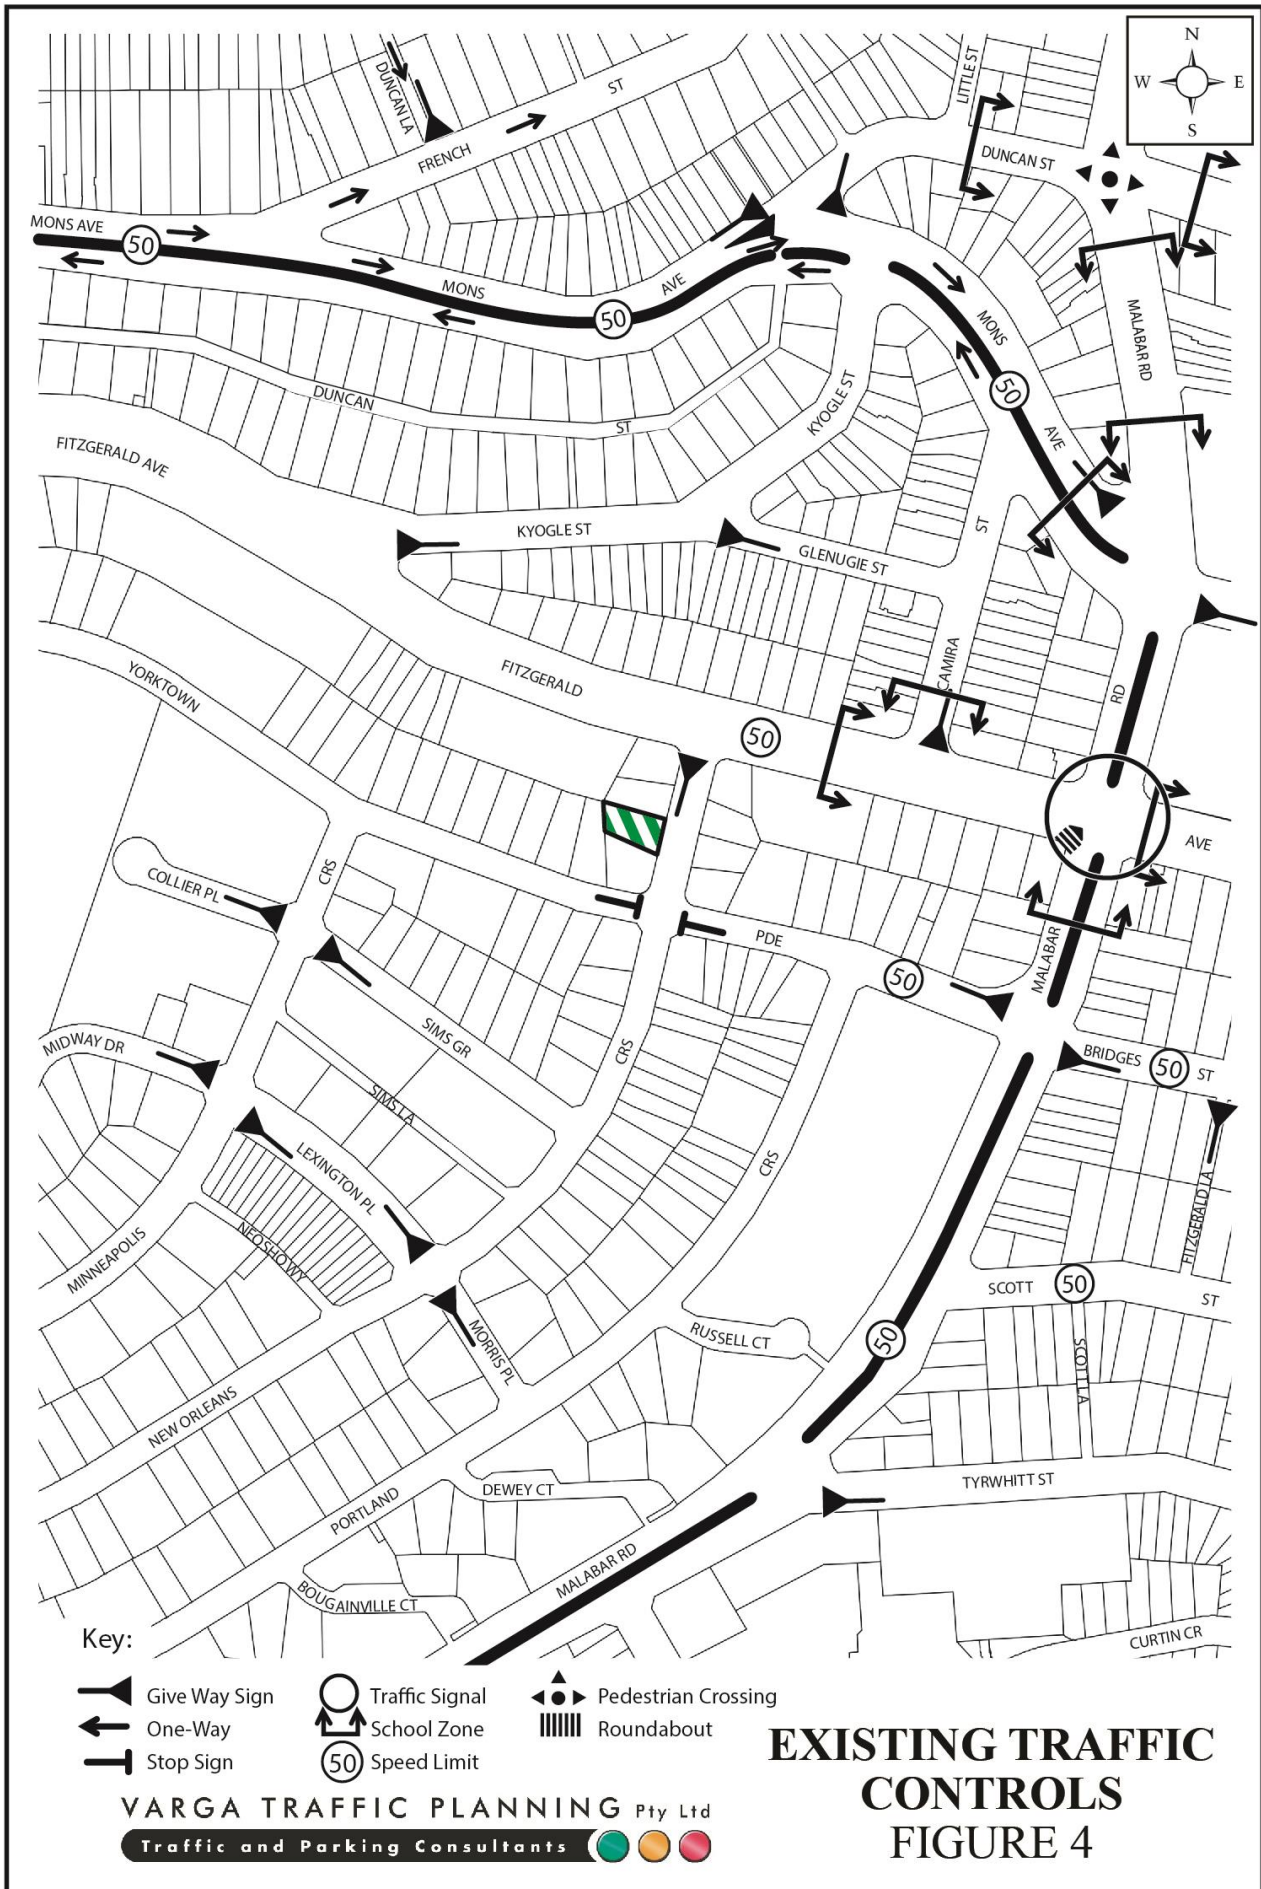 N
W E
S
LITTLE ST
DUNCAN LA
ST
FRENCH
DUNCAN ST
MONS AVE
50
MONS
AVE
50
MONS
50
AVE
MALABAR RD
DUNCAN
ST
KYOGLE ST
FITZGERALD AVE
KYOGLE ST
GLENUGIE ST
ST
CAMIRA
RD
YORKTOWN
FITZGERALD
50
AVE
CRS
COLLIER PL
PDE
50
MALABAR
MIDWAY DR
SIMS GR
CRS
BRIDGES
50
ST
SIMS LA
LEXINGTON PL
CRS
FITZGERALD LA
NEOSHO WY
MINNEAPOLIS
SCOTT
50
ST
MORRIS PL
RUSSELL CT
50
SCOTT LA
NEW ORLEANS
DEWEY CT
TYRWHITT ST
PORTLAND
MALABAR RD
BOUGAINVILLE CT
CURTIN CR
Key:
Give Way Sign
One-Way
Stop Sign
Traffic Signal
School Zone
50 Speed Limit
Pedestrian Crossing
Roundabout
EXISTING TRAFFIC
CONTROLS
FIGURE 4
VARGA TRAFFIC PLANNING Pty Ltd
Traffic and Parking Consultants